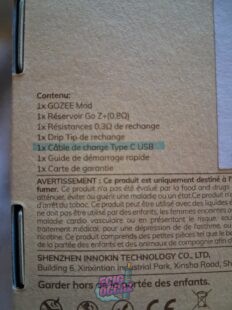 Contenu:
1x GOZEE Mod
1x Réservoir Go Z+(0.8Ω)
1x Résistances 0.3Ω de rechange
1x Drip Tip de rechange
1x Câble de charge Type C USB
1x Guide de démarrage rapide
1x Carte de garantie
AVERTISSEMENT : Ce produit est uniquement destiné à l'
fumer. Ce produit n'a pas été évalué par la food and drugs
atténuer, éviter ou guérir une maladie ou un état. Ce produit
d'arrêt du tabac. Ce produit doit être utilisé avec des liquides
ne doit pas être utilisé par des enfants, les femmes enceintes o
maladie cardio vasculaire ou en présentant le risque
traitement médical, pour une dépression de l'asthme,
nicotine ou au Comprends des petites pièces tel que le
de la portée des enfants et des animaux de compagnie afin d
SHENZHEN INNOKIN TECHNOLOGY CO., LTD.
Building 6, Xinxintian Industrial Park, Xinsha Road, Sh
Garder hors de la portée des enfants.